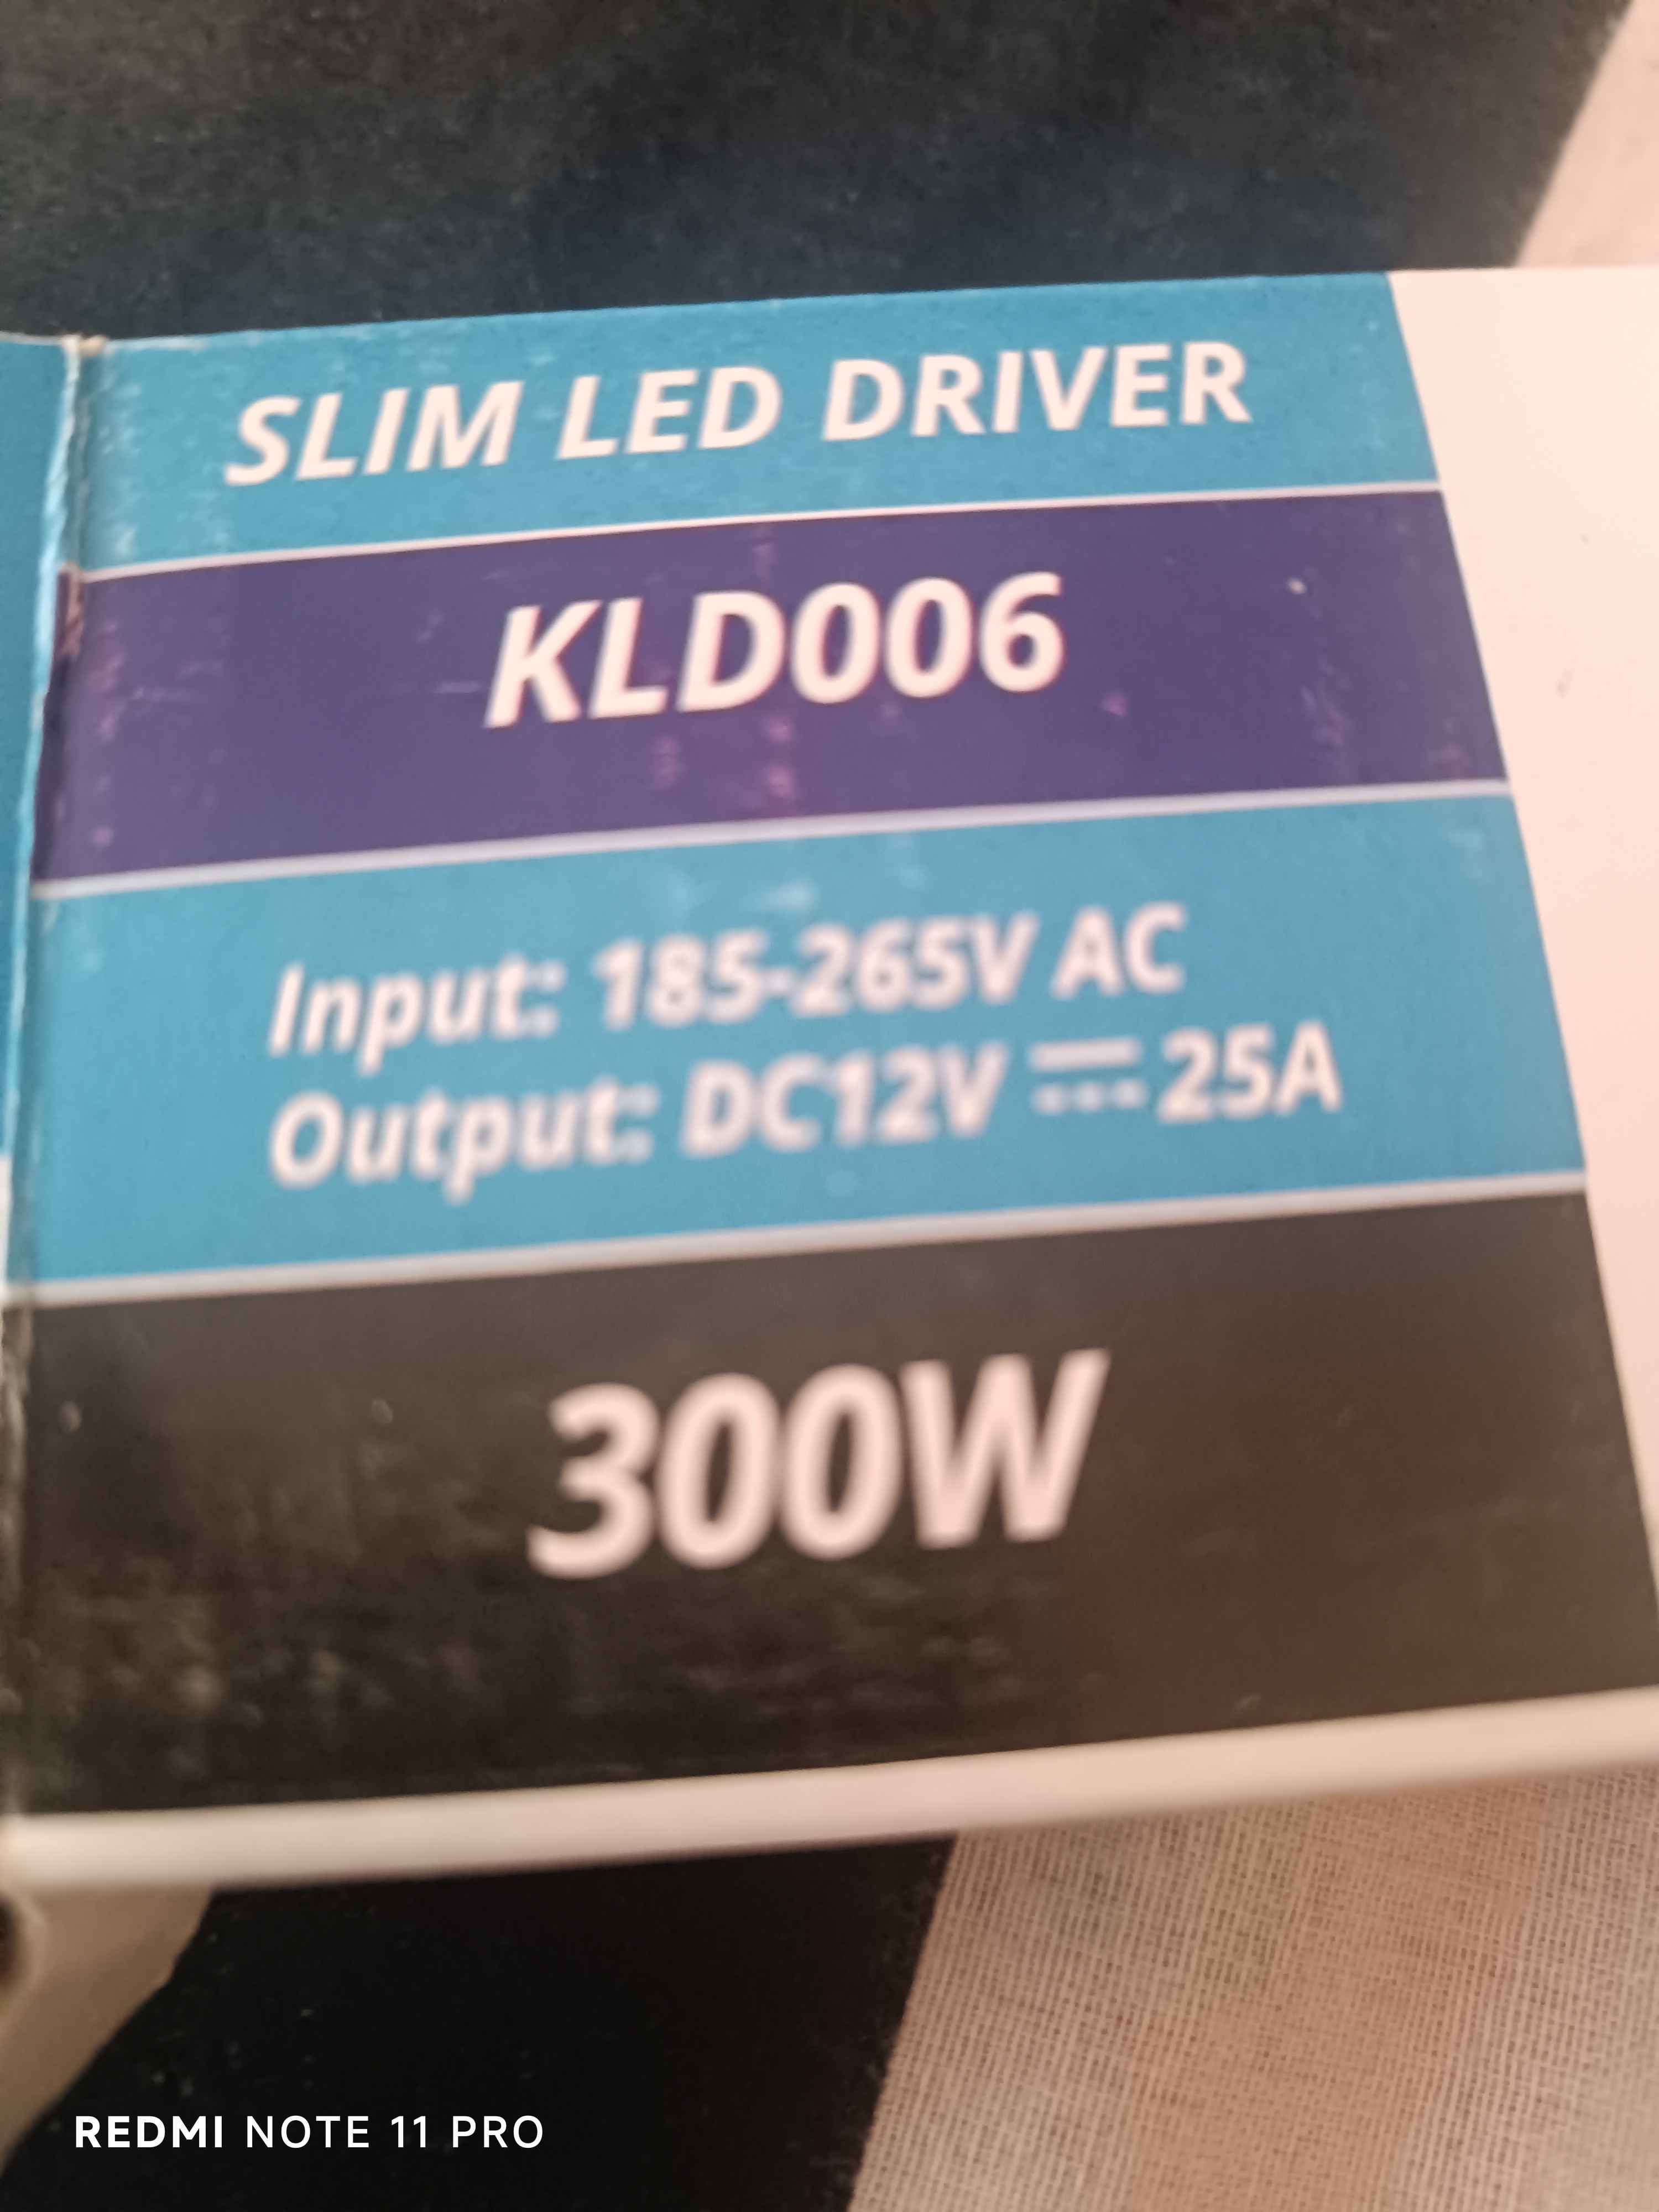 SLIM LED DRIVER
KLD006
Input: 185-265V AC
Output: DC12V ⎓ 25A
300W
REDMI NOTE 11 PRO